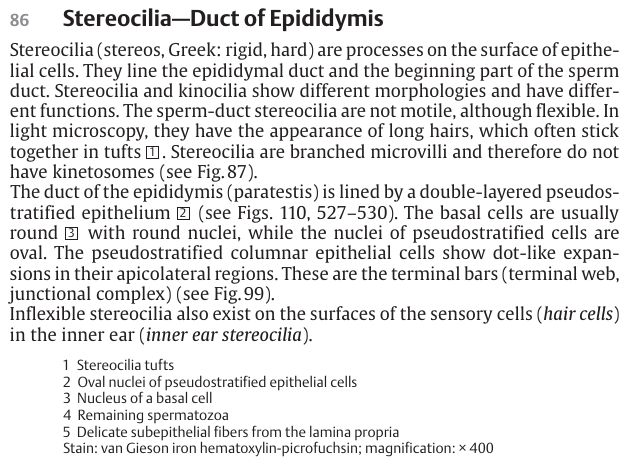 86 Stereocilia—Duct of Epididymis
Stereocilia (stereos, Greek: rigid, hard) are processes on the surface of epithe-
lial cells. They line the epididymal duct and the beginning part of the sperm
duct. Stereocilia and kinocilia show different morphologies and have differ-
ent functions. The sperm-duct stereocilia are not motile, although flexible. In
light microscopy, they have the appearance of long hairs, which often stick
together in tufts 1. Stereocilia are branched microvilli and therefore do not
have kinetosomes (see Fig. 87).
The duct of the epididymis (paratestis) is lined by a double-layered pseudos-
tratified epithelium 2 (see Figs. 110, 527–530). The basal cells are usually
round 3 with round nuclei, while the nuclei of pseudostratified cells are
oval. The pseudostratified columnar epithelial cells show dot-like expan-
sions in their apicolateral regions. These are the terminal bars (terminal web,
junctional complex) (see Fig. 99).
Inflexible stereocilia also exist on the surfaces of the sensory cells (hair cells)
in the inner ear (inner ear stereocilia).
1 Stereocilia tufts
2 Oval nuclei of pseudostratified epithelial cells
3 Nucleus of a basal cell
4 Remaining spermatozoa
5 Delicate subepithelial fibers from the lamina propria
Stain: van Gieson iron hematoxylin-picrofuchsin; magnification: × 400